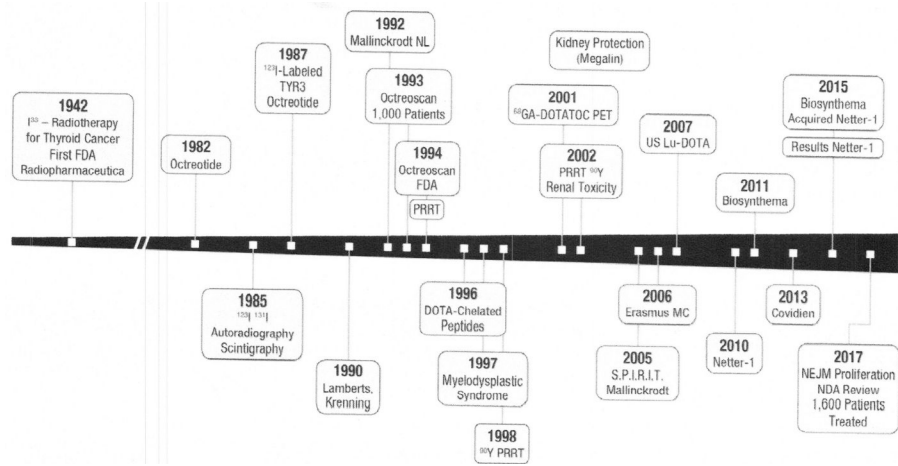 1942
I³³ – Radiotherapy
for Thyroid Cancer
First FDA
Radiopharmaceutica
1982
Octreotide
1985
¹²³I ¹³¹I
Autoradiography
Scintigraphy
1987
¹²³I-Labeled
TYR3
Octreotide
1990
Lamberts.
Krenning
1992
Mallinckrodt NL
1993
Octreoscan
1,000 Patients
1994
Octreoscan
FDA
PRRT
1996
DOTA-Chelated
Peptides
1997
Myelodysplastic
Syndrome
1998
⁹⁰Y PRRT
Kidney Protection
(Megalin)
2001
⁶⁸GA-DOTATOC PET
2002
PRRT ⁹⁰Y
Renal Toxicity
2005
S.P.I.R.I.T.
Mallinckrodt
2006
Erasmus MC
2007
US Lu-DOTA
2010
Netter-1
2011
Biosynthema
2013
Covidien
2015
Biosynthema
Acquired Netter-1
Results Netter-1
2017
NEJM Proliferation
NDA Review
1,600 Patients
Treated